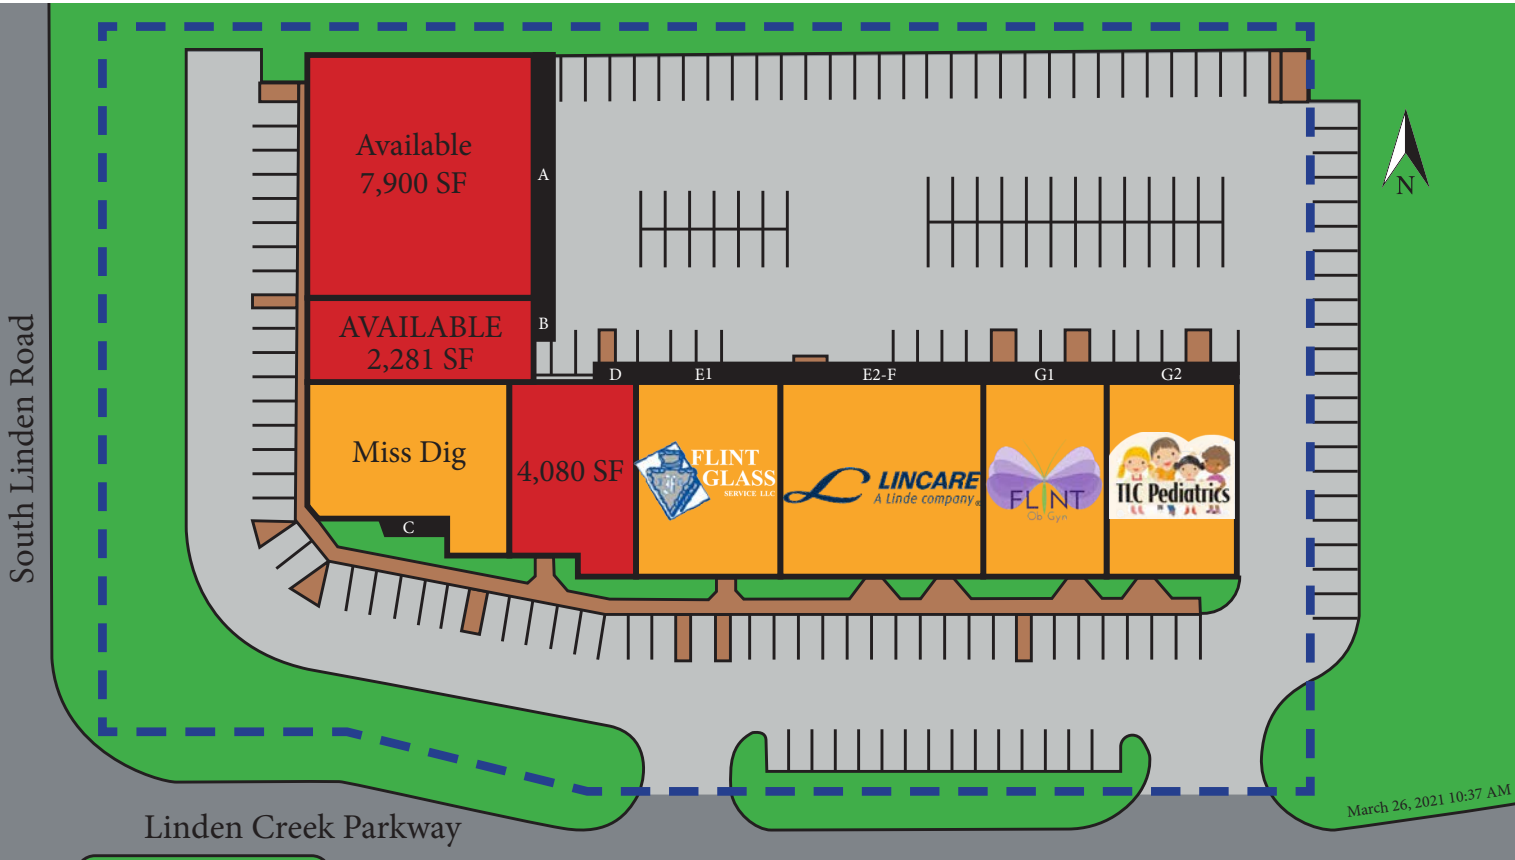 Available
7,900 SF
A
N
AVAILABLE
2,281 SF
B
D
E1
E2-F
G1
G2
Miss Dig
C
4,080 SF
FLINT
GLASS
SERVICE LLC
LINCARE
A Linde company
FLINT
Ob Gyn
TLC Pediatrics
South Linden Road
Linden Creek Parkway
March 26, 2021 10:37 AM